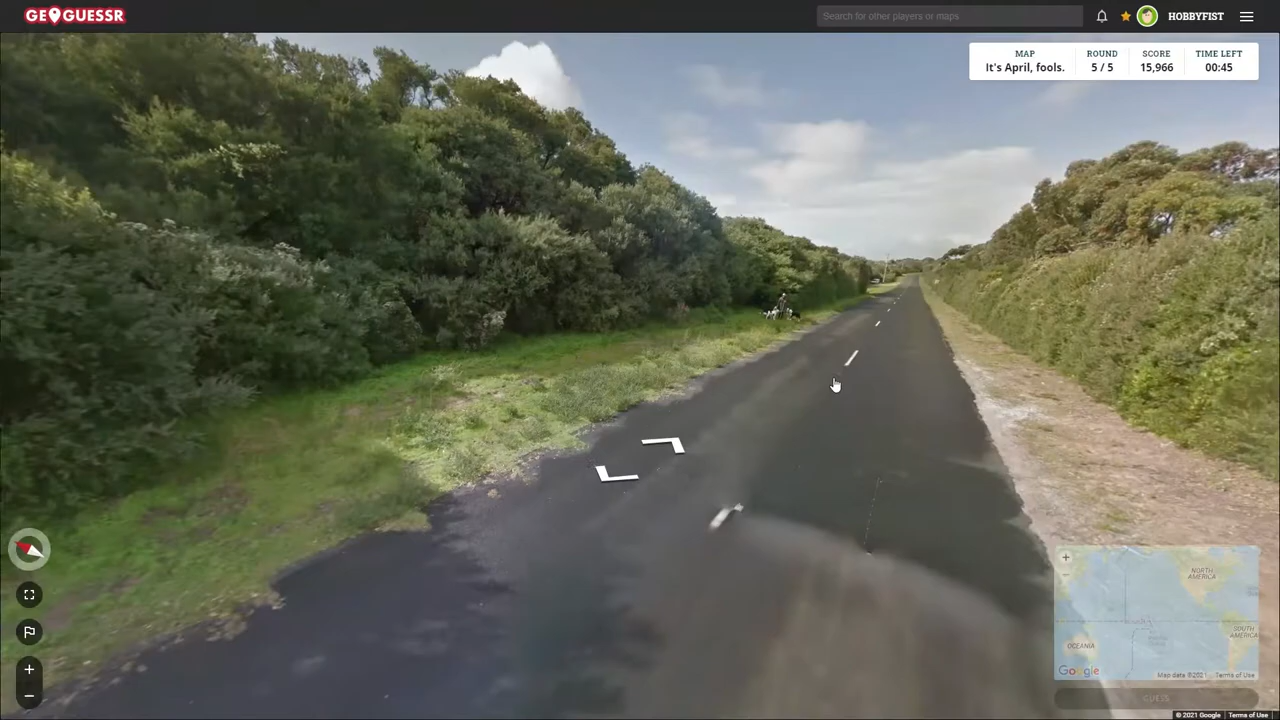 GEOGUESSR
Search for other players or maps
HOBBYFIST
MAP
It's April, fools.
ROUND
5 / 5
SCORE
15,966
TIME LEFT
00:45
NORTH
AMERICA
SOUTH
AMERICA
OCEANIA
Google
Map data ©2021
Terms of Use
GUESS
© 2021 Google
Terms of Use